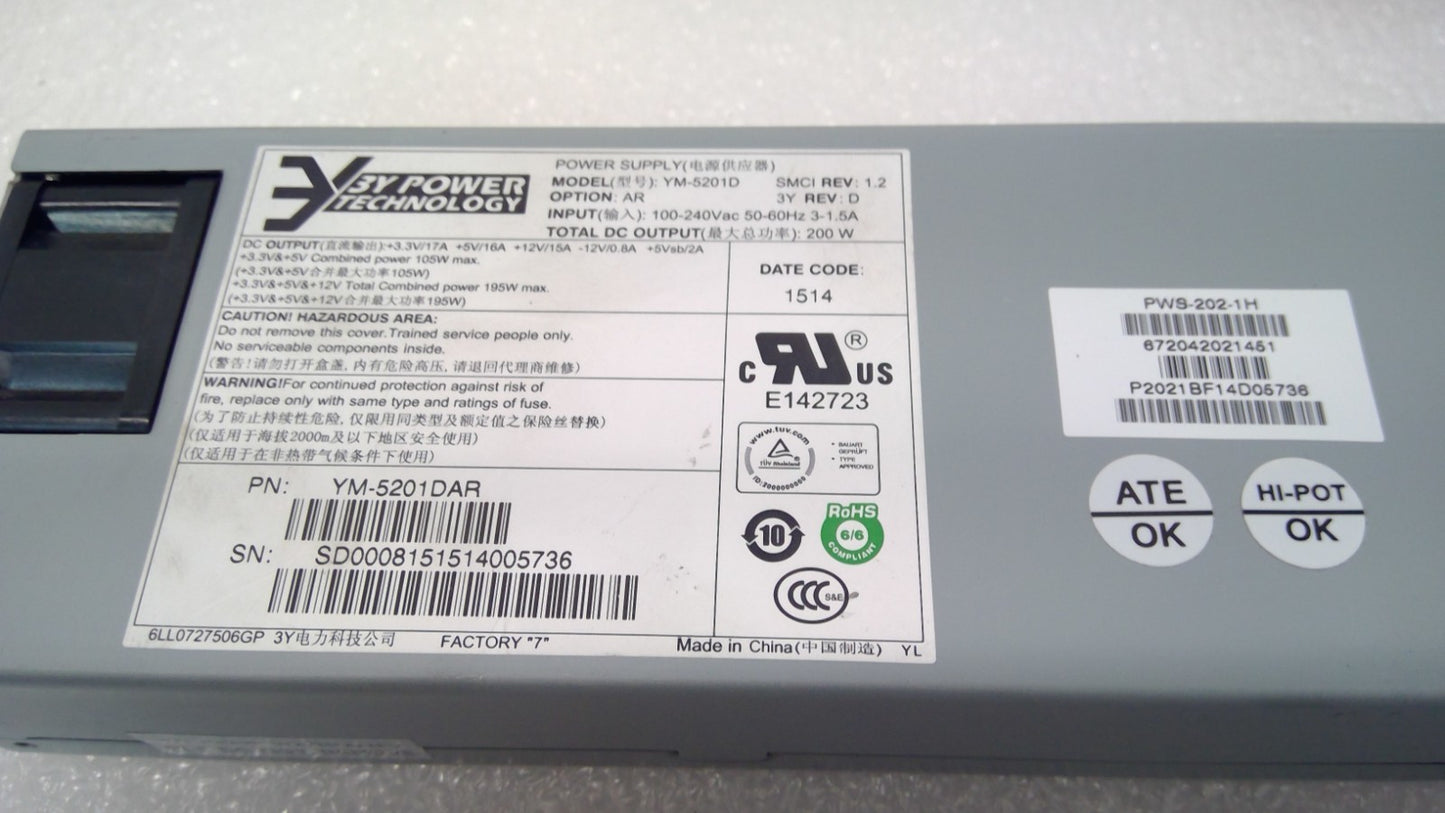 3Y POWER
TECHNOLOGY
POWER SUPPLY(电源供应器)
MODEL(型号): YM-5201D SMCI REV: 1.2
OPTION: AR 3Y REV: D
INPUT(输入): 100-240Vac 50-60Hz 3-1.5A
TOTAL DC OUTPUT(最大总功率): 200 W
DC OUTPUT(直流输出):+3.3V/17A +5V/16A +12V/15A -12V/0.8A +5Vsb/2A
+3.3V&+5V Combined power 105W max.
(+3.3V&+5V合并最大功率105W)
+3.3V&+5V&+12V Total Combined power 195W max.
(+3.3V&+5V&+12V合并最大功率195W)
CAUTION! HAZARDOUS AREA:
Do not remove this cover.Trained service people only.
No serviceable components inside.
(警告!请勿打开盒盖,内有危险高压,请退回代理商维修)
WARNING!For continued protection against risk of
fire, replace only with same type and ratings of fuse.
(为了防止持续性危险,仅限用同类型及额定值之保险丝替换)
(仅适用于海拔2000m及以下地区安全使用)
(仅适用于在非热带气候条件下使用)
PN: YM-5201DAR
SN: SD0008151514005736
6LL0727506GP 3Y电力科技公司 FACTORY "7" Made in China(中国制造) YL
DATE CODE:
1514
C RU ® US
E142723
www.tuv.com
TÜV Rheinland
ID:2000000000
• BAUART
GEPRÜFT
• TYPE
APPROVED
10
RoHS
6/6
COMPLIANT
CCC S&E
PWS-202-1H
672042021451
P2021BF14D05736
ATE
OK
HI-POT
OK